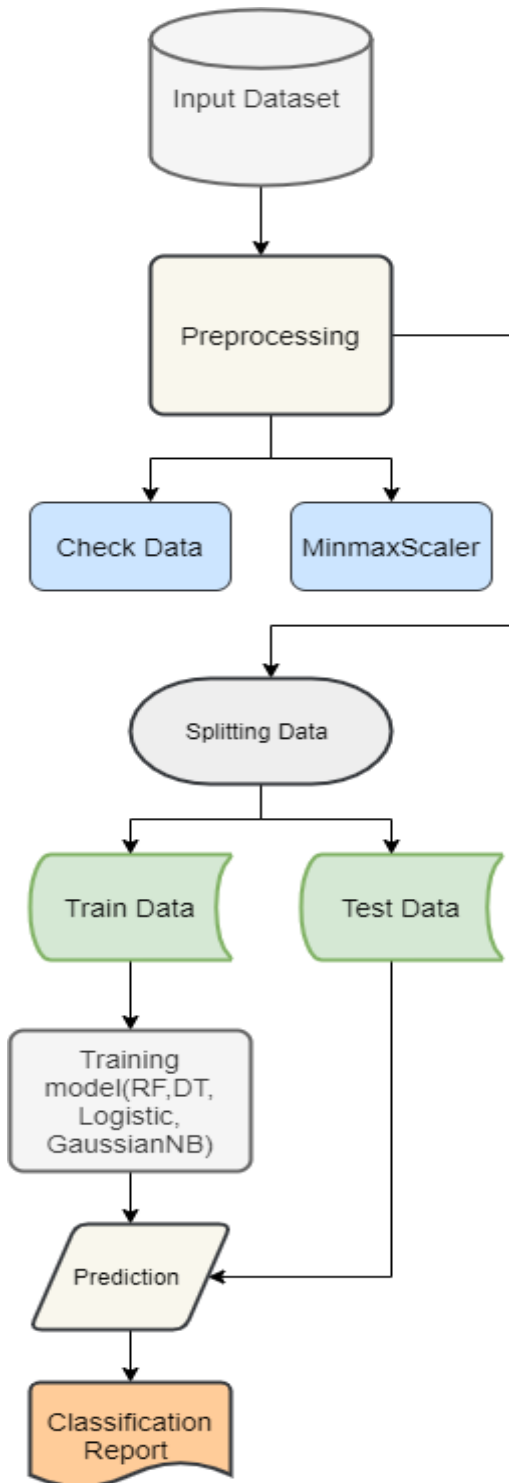 Input Dataset
Preprocessing
Check Data
MinmaxScaler
Splitting Data
Train Data
Test Data
Training
model(RF,DT,
Logistic,
GaussianNB)
Prediction
Classification
Report